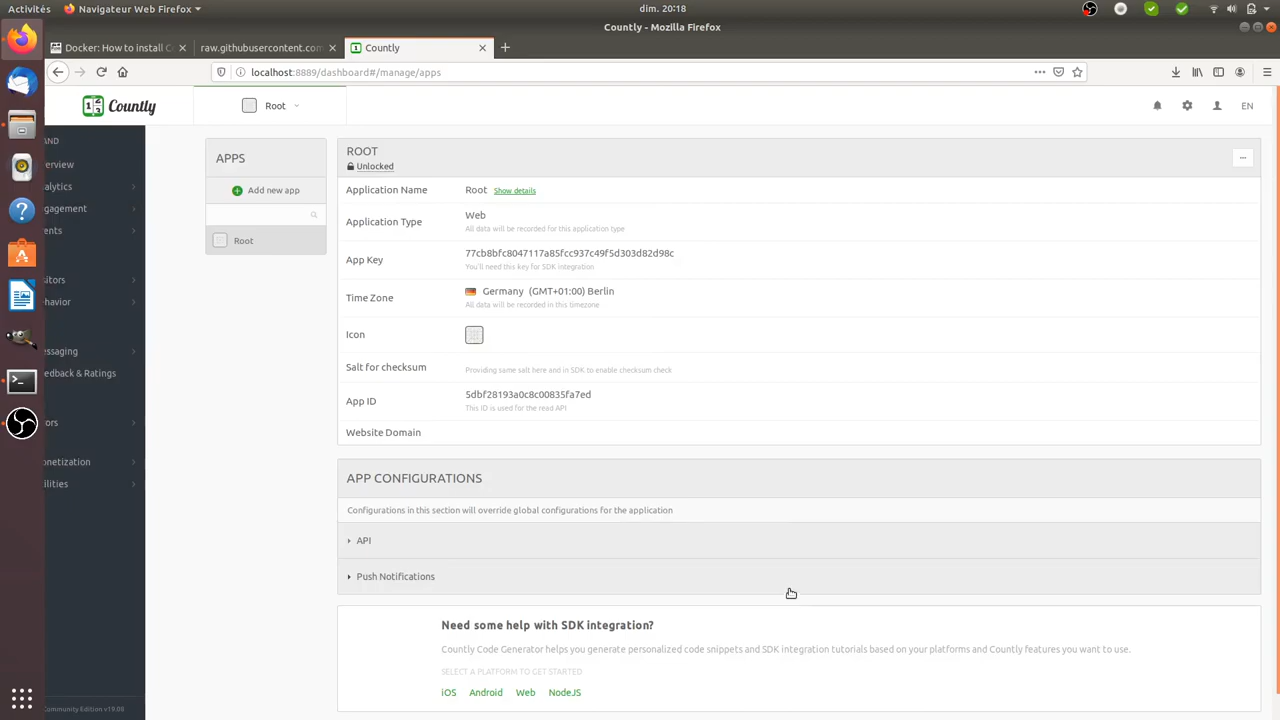 Activités
Navigateur Web Firefox
dim. 20:18
Countly - Mozilla Firefox
Docker: How to install C
raw.githubusercontent.com
Countly
localhost:8889/dashboard#/manage/apps
Countly
Root
EN
AND
erview
alytics
gagement
ents
itors
havior
ssaging
edback & Ratings
ors
onetization
ilities
ommunity Edition v19.08
APPS
Add new app
Root
ROOT
Unlocked
Application Name
Root Show details
Application Type
Web
All data will be recorded for this application type
App Key
77cb8bfc8047117a85fcc937c49f5d303d82d98c
You'll need this key for SDK integration
Time Zone
Germany (GMT+01:00) Berlin
All data will be recorded in this timezone
Icon
Salt for checksum
Providing same salt here and in SDK to enable checksum check
App ID
5dbf28193a0c8c00835fa7ed
This ID is used for the read API
Website Domain
APP CONFIGURATIONS
Configurations in this section will override global configurations for the application
API
Push Notifications
Need some help with SDK integration?
Countly Code Generator helps you generate personalized code snippets and SDK integration tutorials based on your platforms and Countly features you want to use.
SELECT A PLATFORM TO GET STARTED
iOS Android Web NodeJS